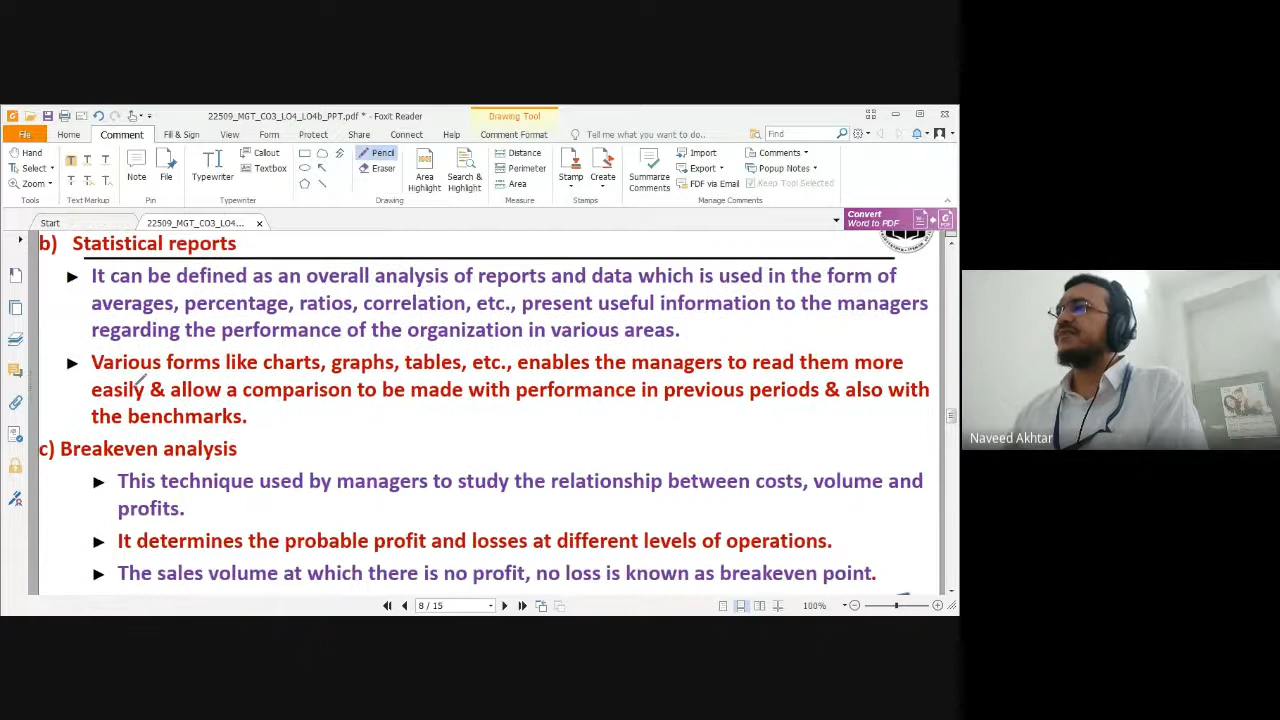 22509_MGT_CO3_LO4_LO4b_PPT.pdf * - Foxit Reader
Drawing Tool
File Home Comment Fill & Sign View Form Protect Share Connect Help Comment Format Tell me what you want to do.. Find
Hand
Select
Zoom
Tools
Text Markup
Note
File
Pin
Typewriter
Callout
Textbox
Typewriter
Pencil
Eraser
Area
Highlight
Search &
Highlight
Drawing
Distance
Perimeter
Area
Measure
Stamp
Create
Stamps
Summarize
Comments
Import
Export
FDF via Email
Comments
Popup Notes
Keep Tool Selected
Manage Comments
Start
22509_MGT_CO3_LO4...
Convert
Word to PDF
b) Statistical reports
► It can be defined as an overall analysis of reports and data which is used in the form of
averages, percentage, ratios, correlation, etc., present useful information to the managers
regarding the performance of the organization in various areas.
► Various forms like charts, graphs, tables, etc., enables the managers to read them more
easily & allow a comparison to be made with performance in previous periods & also with
the benchmarks.
c) Breakeven analysis
► This technique used by managers to study the relationship between costs, volume and
profits.
► It determines the probable profit and losses at different levels of operations.
► The sales volume at which there is no profit, no loss is known as breakeven point.
8 / 15
100%
Naveed Akhtar